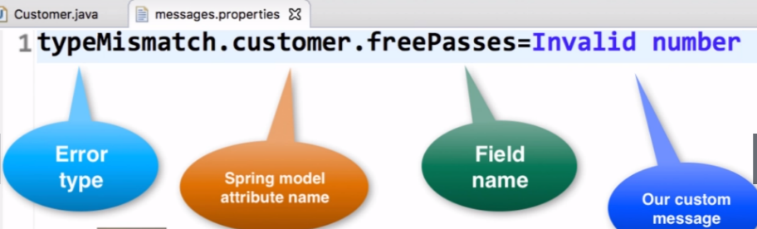 Customer.java messages.properties
1 typeMismatch.customer.freePasses=Invalid number
Error
type
Spring model
attribute name
Field
name
Our custom
message